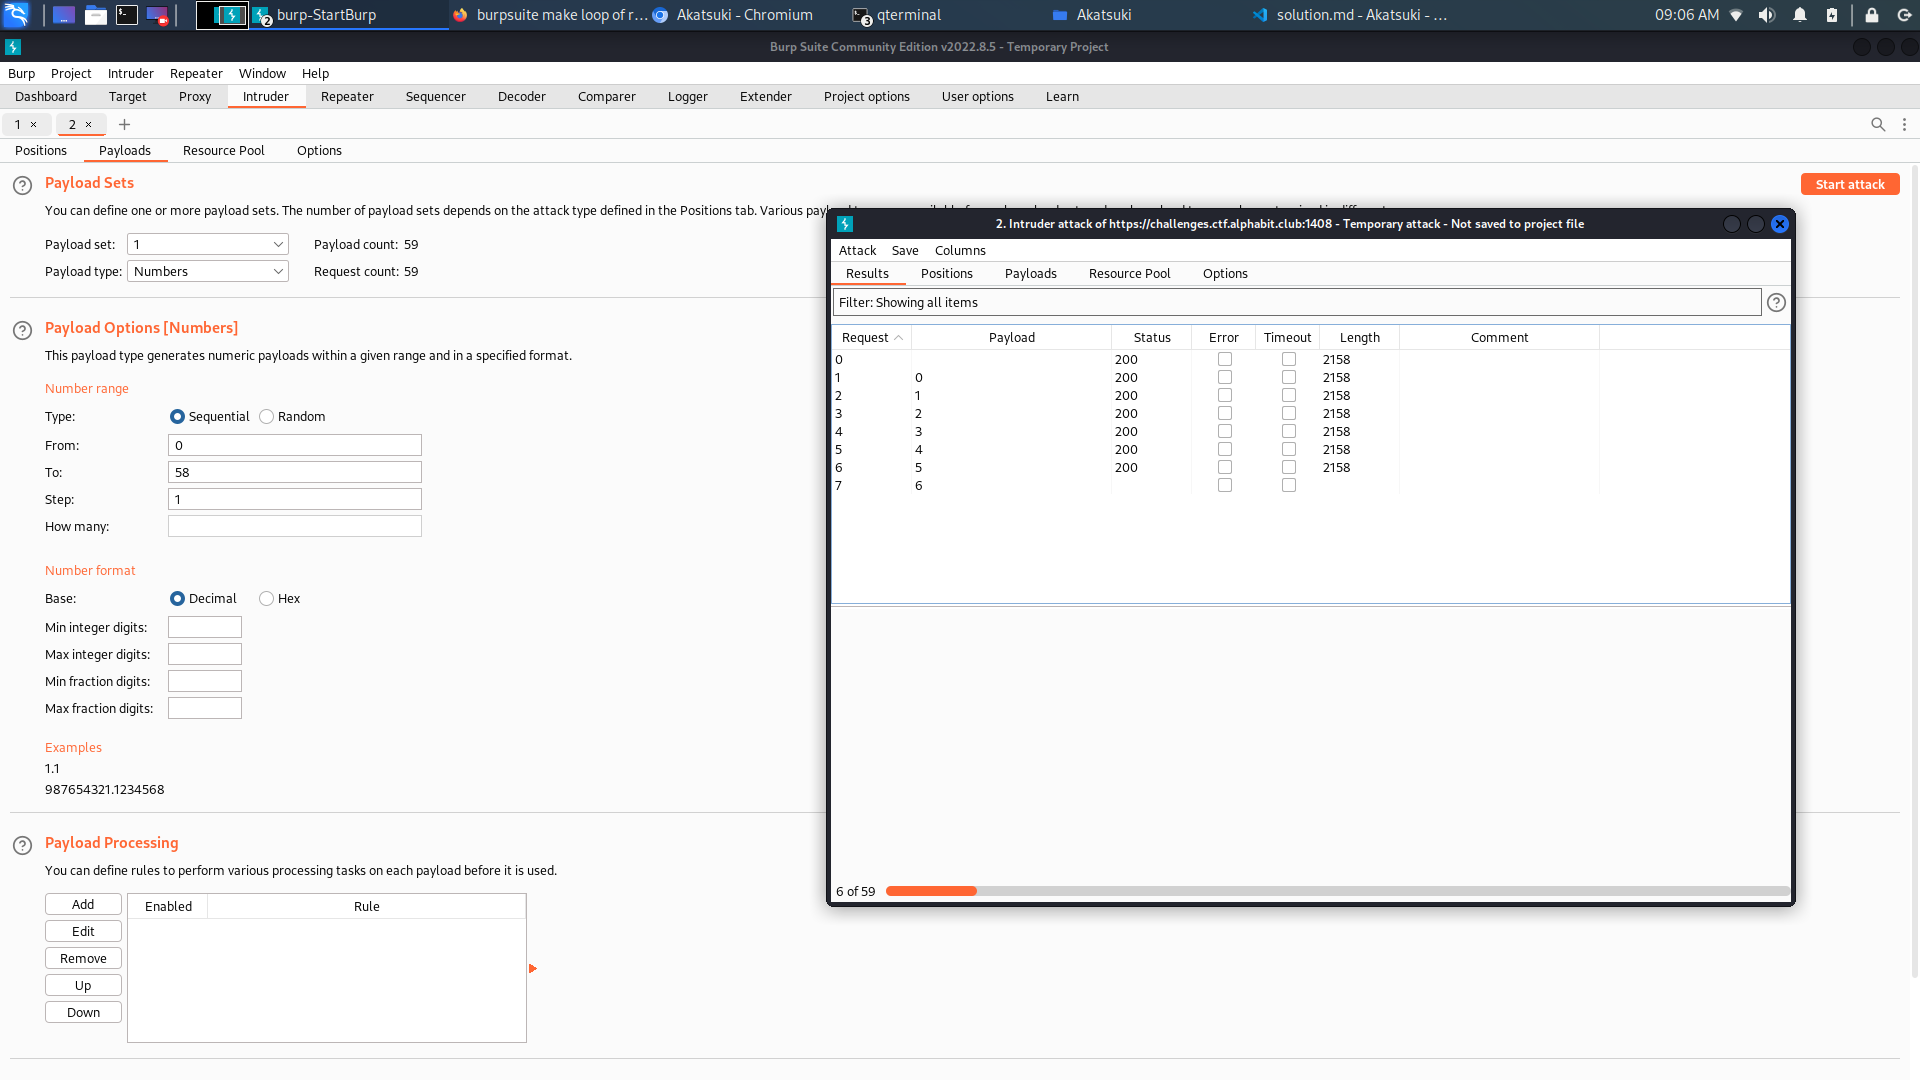 burp-StartBurp
burpsuite make loop of r...
Akatsuki - Chromium
qterminal
Akatsuki
solution.md - Akatsuki - ...
09:06 AM
2
3
Burp Suite Community Edition v2022.8.5 - Temporary Project
Burp Project Intruder Repeater Window Help
Dashboard Target Proxy Intruder Repeater Sequencer Decoder Comparer Logger Extender Project options User options Learn
1 × 2 × +
Positions Payloads Resource Pool Options
? Payload Sets
Start attack
You can define one or more payload sets. The number of payload sets depends on the attack type defined in the Positions tab. Various pay
Payload set: 1 Payload count: 59
Payload type: Numbers Request count: 59
? Payload Options [Numbers]
This payload type generates numeric payloads within a given range and in a specified format.
Number range
Type: Sequential Random
From: 0
To: 58
Step: 1
How many:
Number format
Base: Decimal Hex
Min integer digits:
Max integer digits:
Min fraction digits:
Max fraction digits:
Examples
1.1
987654321.1234568
? Payload Processing
You can define rules to perform various processing tasks on each payload before it is used.
Add
Edit
Remove
Up
Down
Enabled Rule
2. Intruder attack of https://challenges.ctf.alphabit.club:1408 - Temporary attack - Not saved to project file
Attack Save Columns
Results Positions Payloads Resource Pool Options
Filter: Showing all items ?
Request Payload Status Error Timeout Length Comment
0 200 2158
1 0 200 2158
2 1 200 2158
3 2 200 2158
4 3 200 2158
5 4 200 2158
6 5 200 2158
7 6
6 of 59